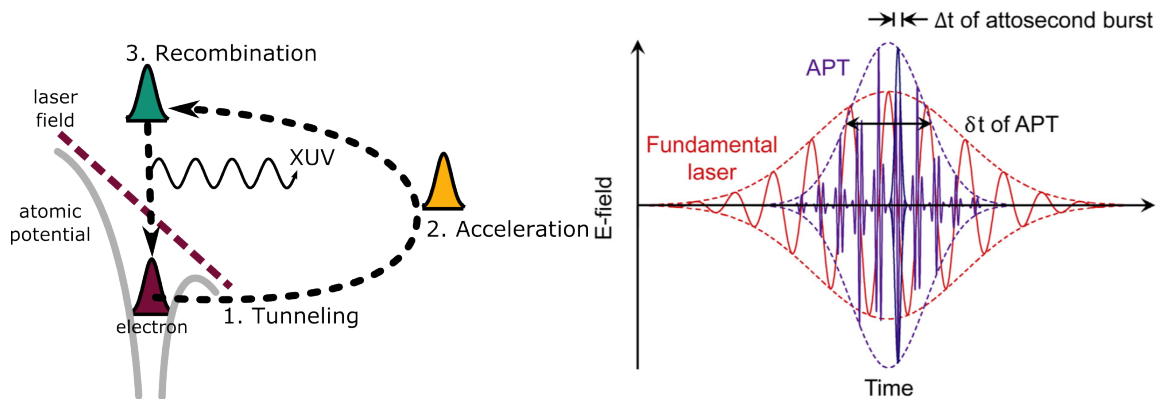 3. Recombination
laser
field
XUV
atomic
potential
2. Acceleration
electron
1. Tunneling
Δt of attosecond burst
APT
δt of APT
Fundamental
laser
E-field
Time